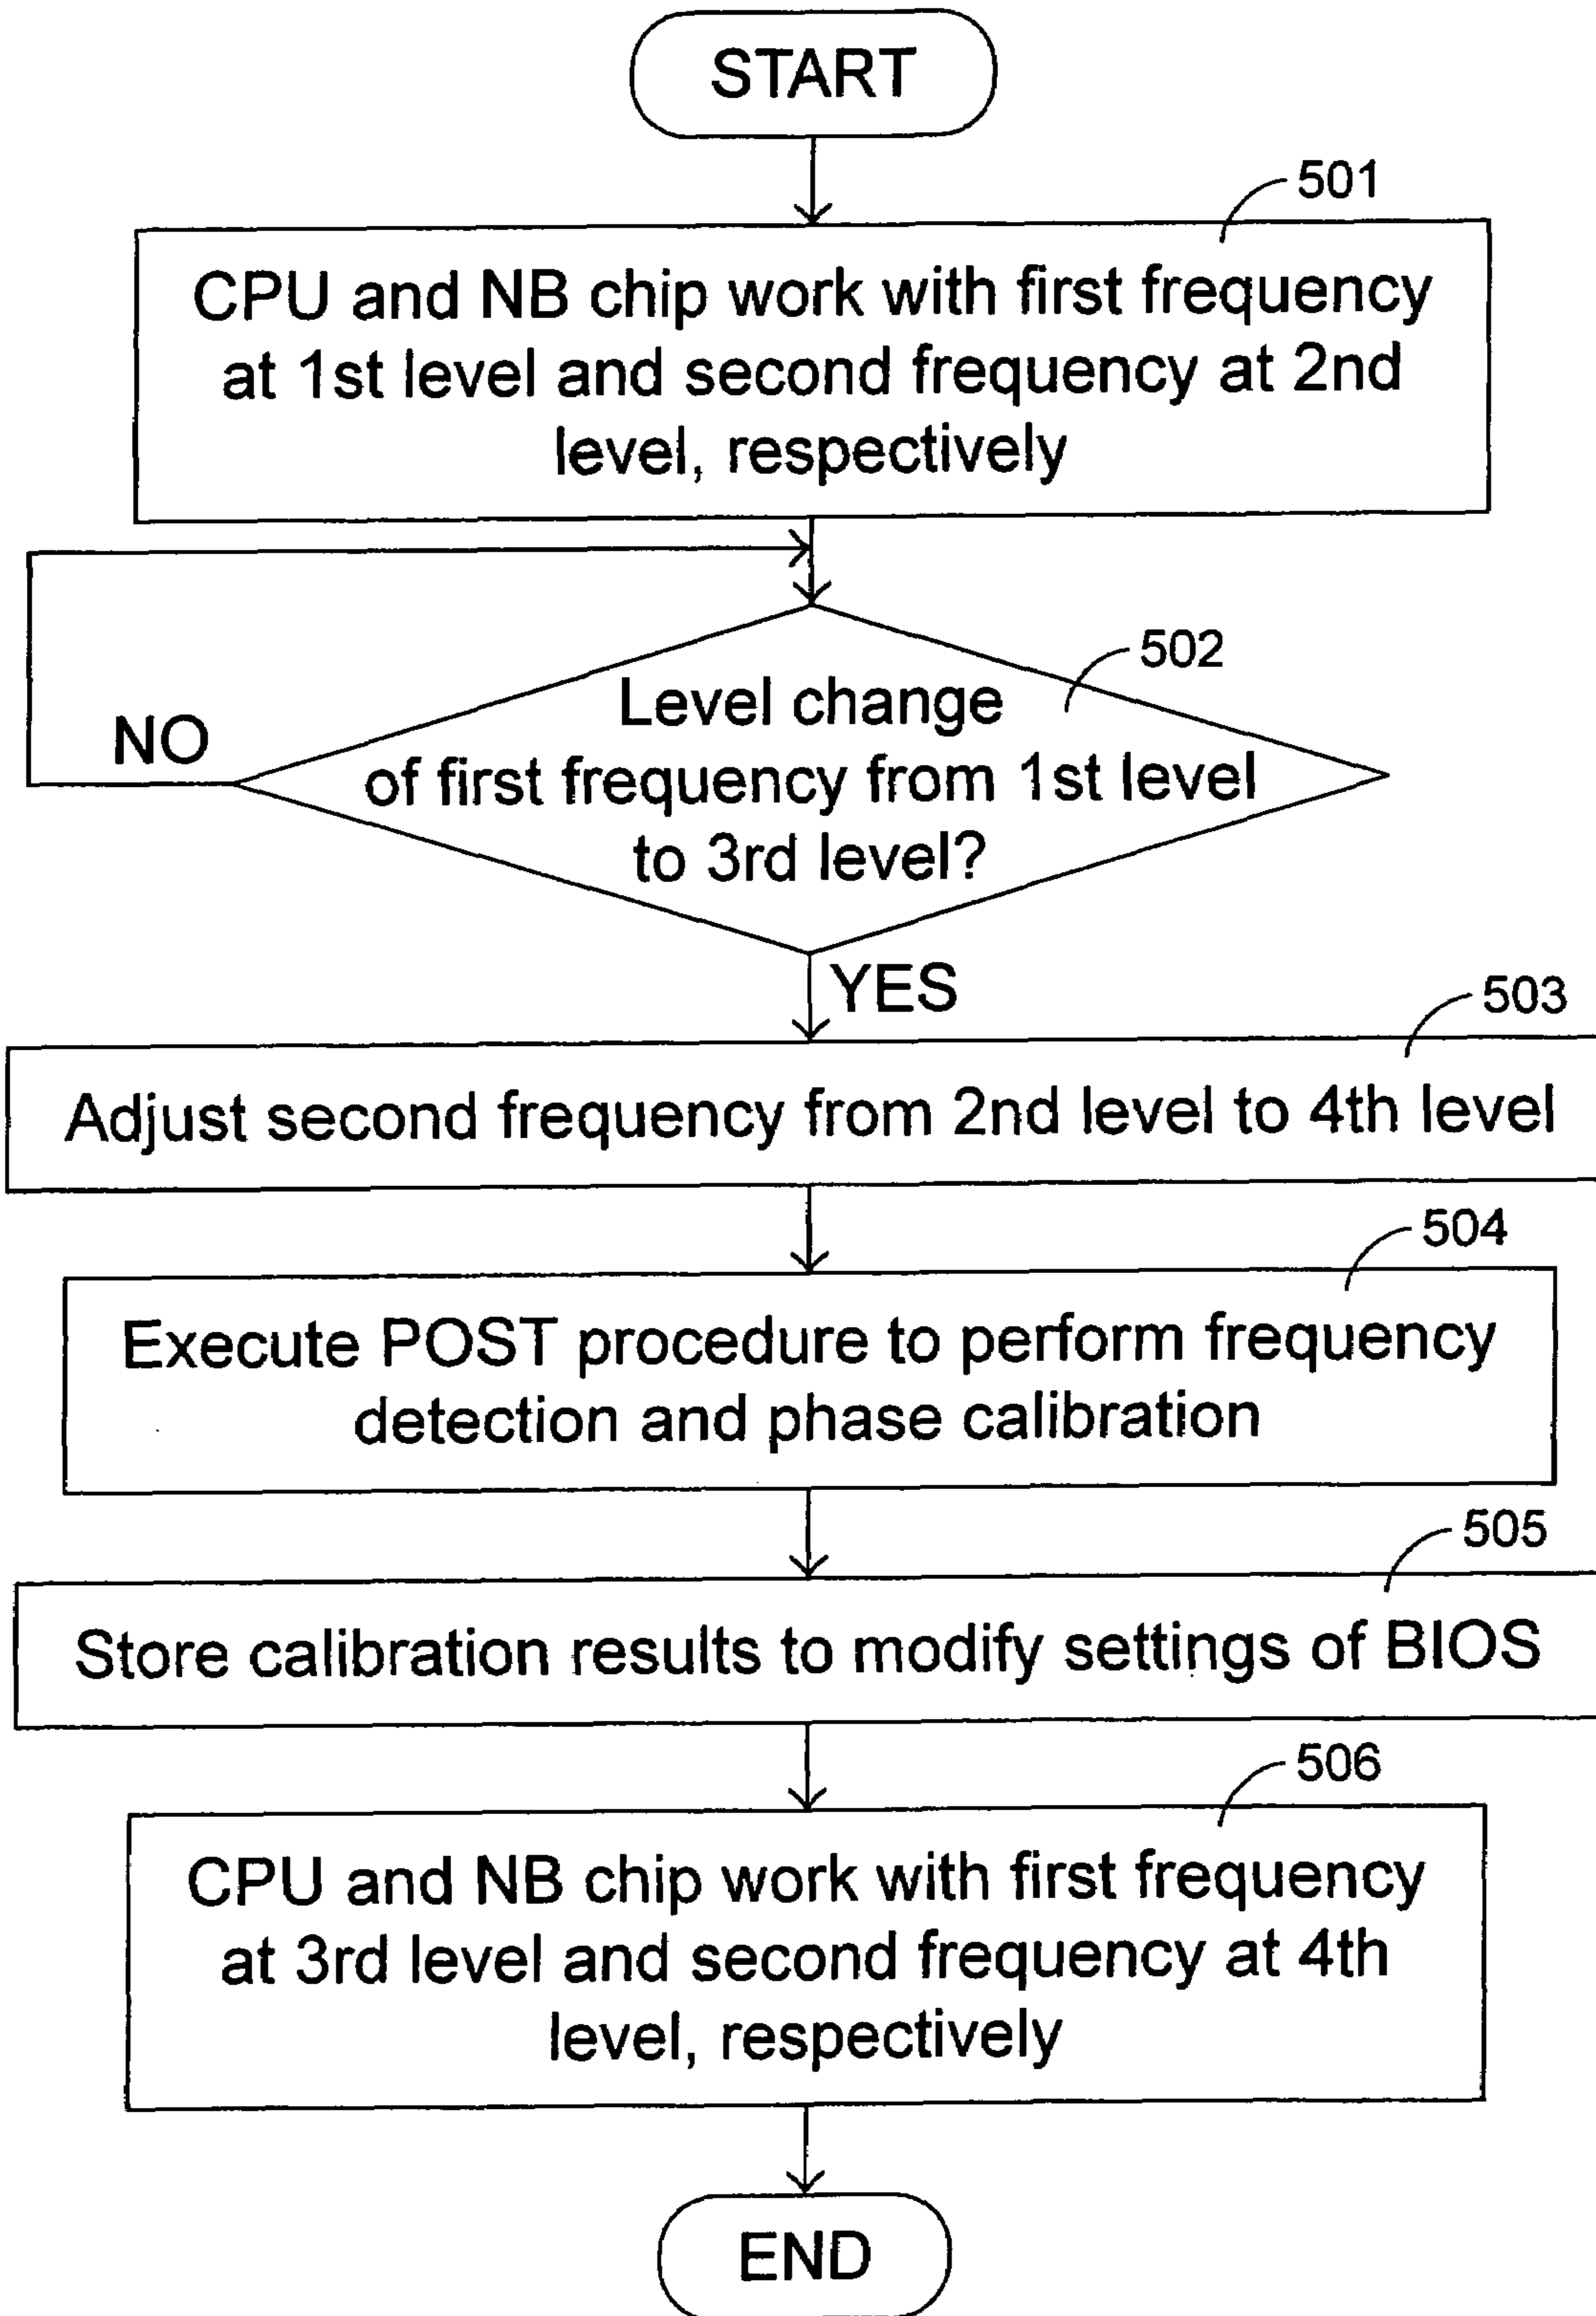 START
501
CPU and NB chip work with first frequency
at 1st level and second frequency at 2nd
level, respectively
502
Level change
of first frequency from 1st level
to 3rd level?
NO
YES
503
Adjust second frequency from 2nd level to 4th level
504
Execute POST procedure to perform frequency
detection and phase calibration
505
Store calibration results to modify settings of BIOS
506
CPU and NB chip work with first frequency
at 3rd level and second frequency at 4th
level, respectively
END